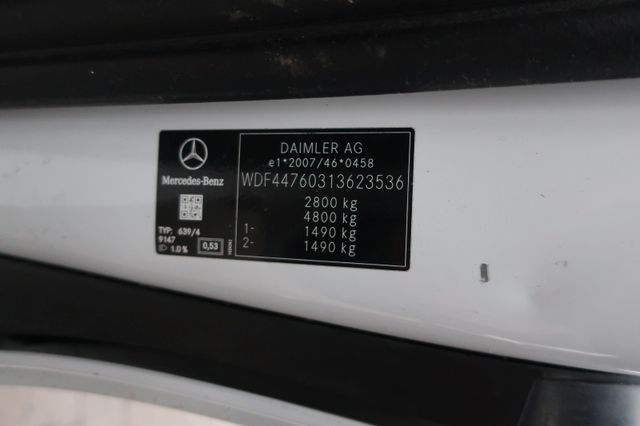 Mercedes-Benz
TYP: 639/4
9147
1.0 %
0,53
DAIMLER AG
e1*2007/46*0458
WDF44760313623536
2800 kg
4800 kg
1- 1490 kg
2- 1490 kg